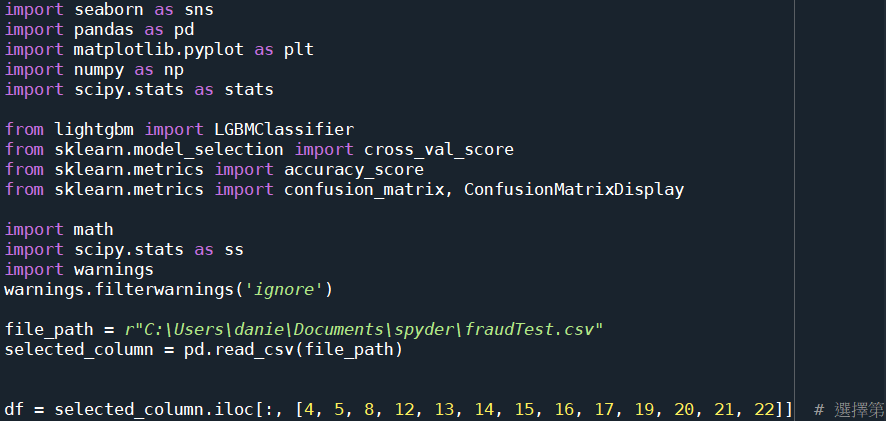 import seaborn as sns
import pandas as pd
import matplotlib.pyplot as plt
import numpy as np
import scipy.stats as stats
from lightgbm import LGBMClassifier
from sklearn.model_selection import cross_val_score
from sklearn.metrics import accuracy_score
from sklearn.metrics import confusion_matrix, ConfusionMatrixDisplay
import math
import scipy.stats as ss
import warnings
warnings.filterwarnings('ignore')
file_path = r"C:\Users\danie\Documents\spyder\fraudTest.csv"
selected_column = pd.read_csv(file_path)
df = selected_column.iloc[:, [4, 5, 8, 12, 13, 14, 15, 16, 17, 19, 20, 21, 22]]  # 選擇第